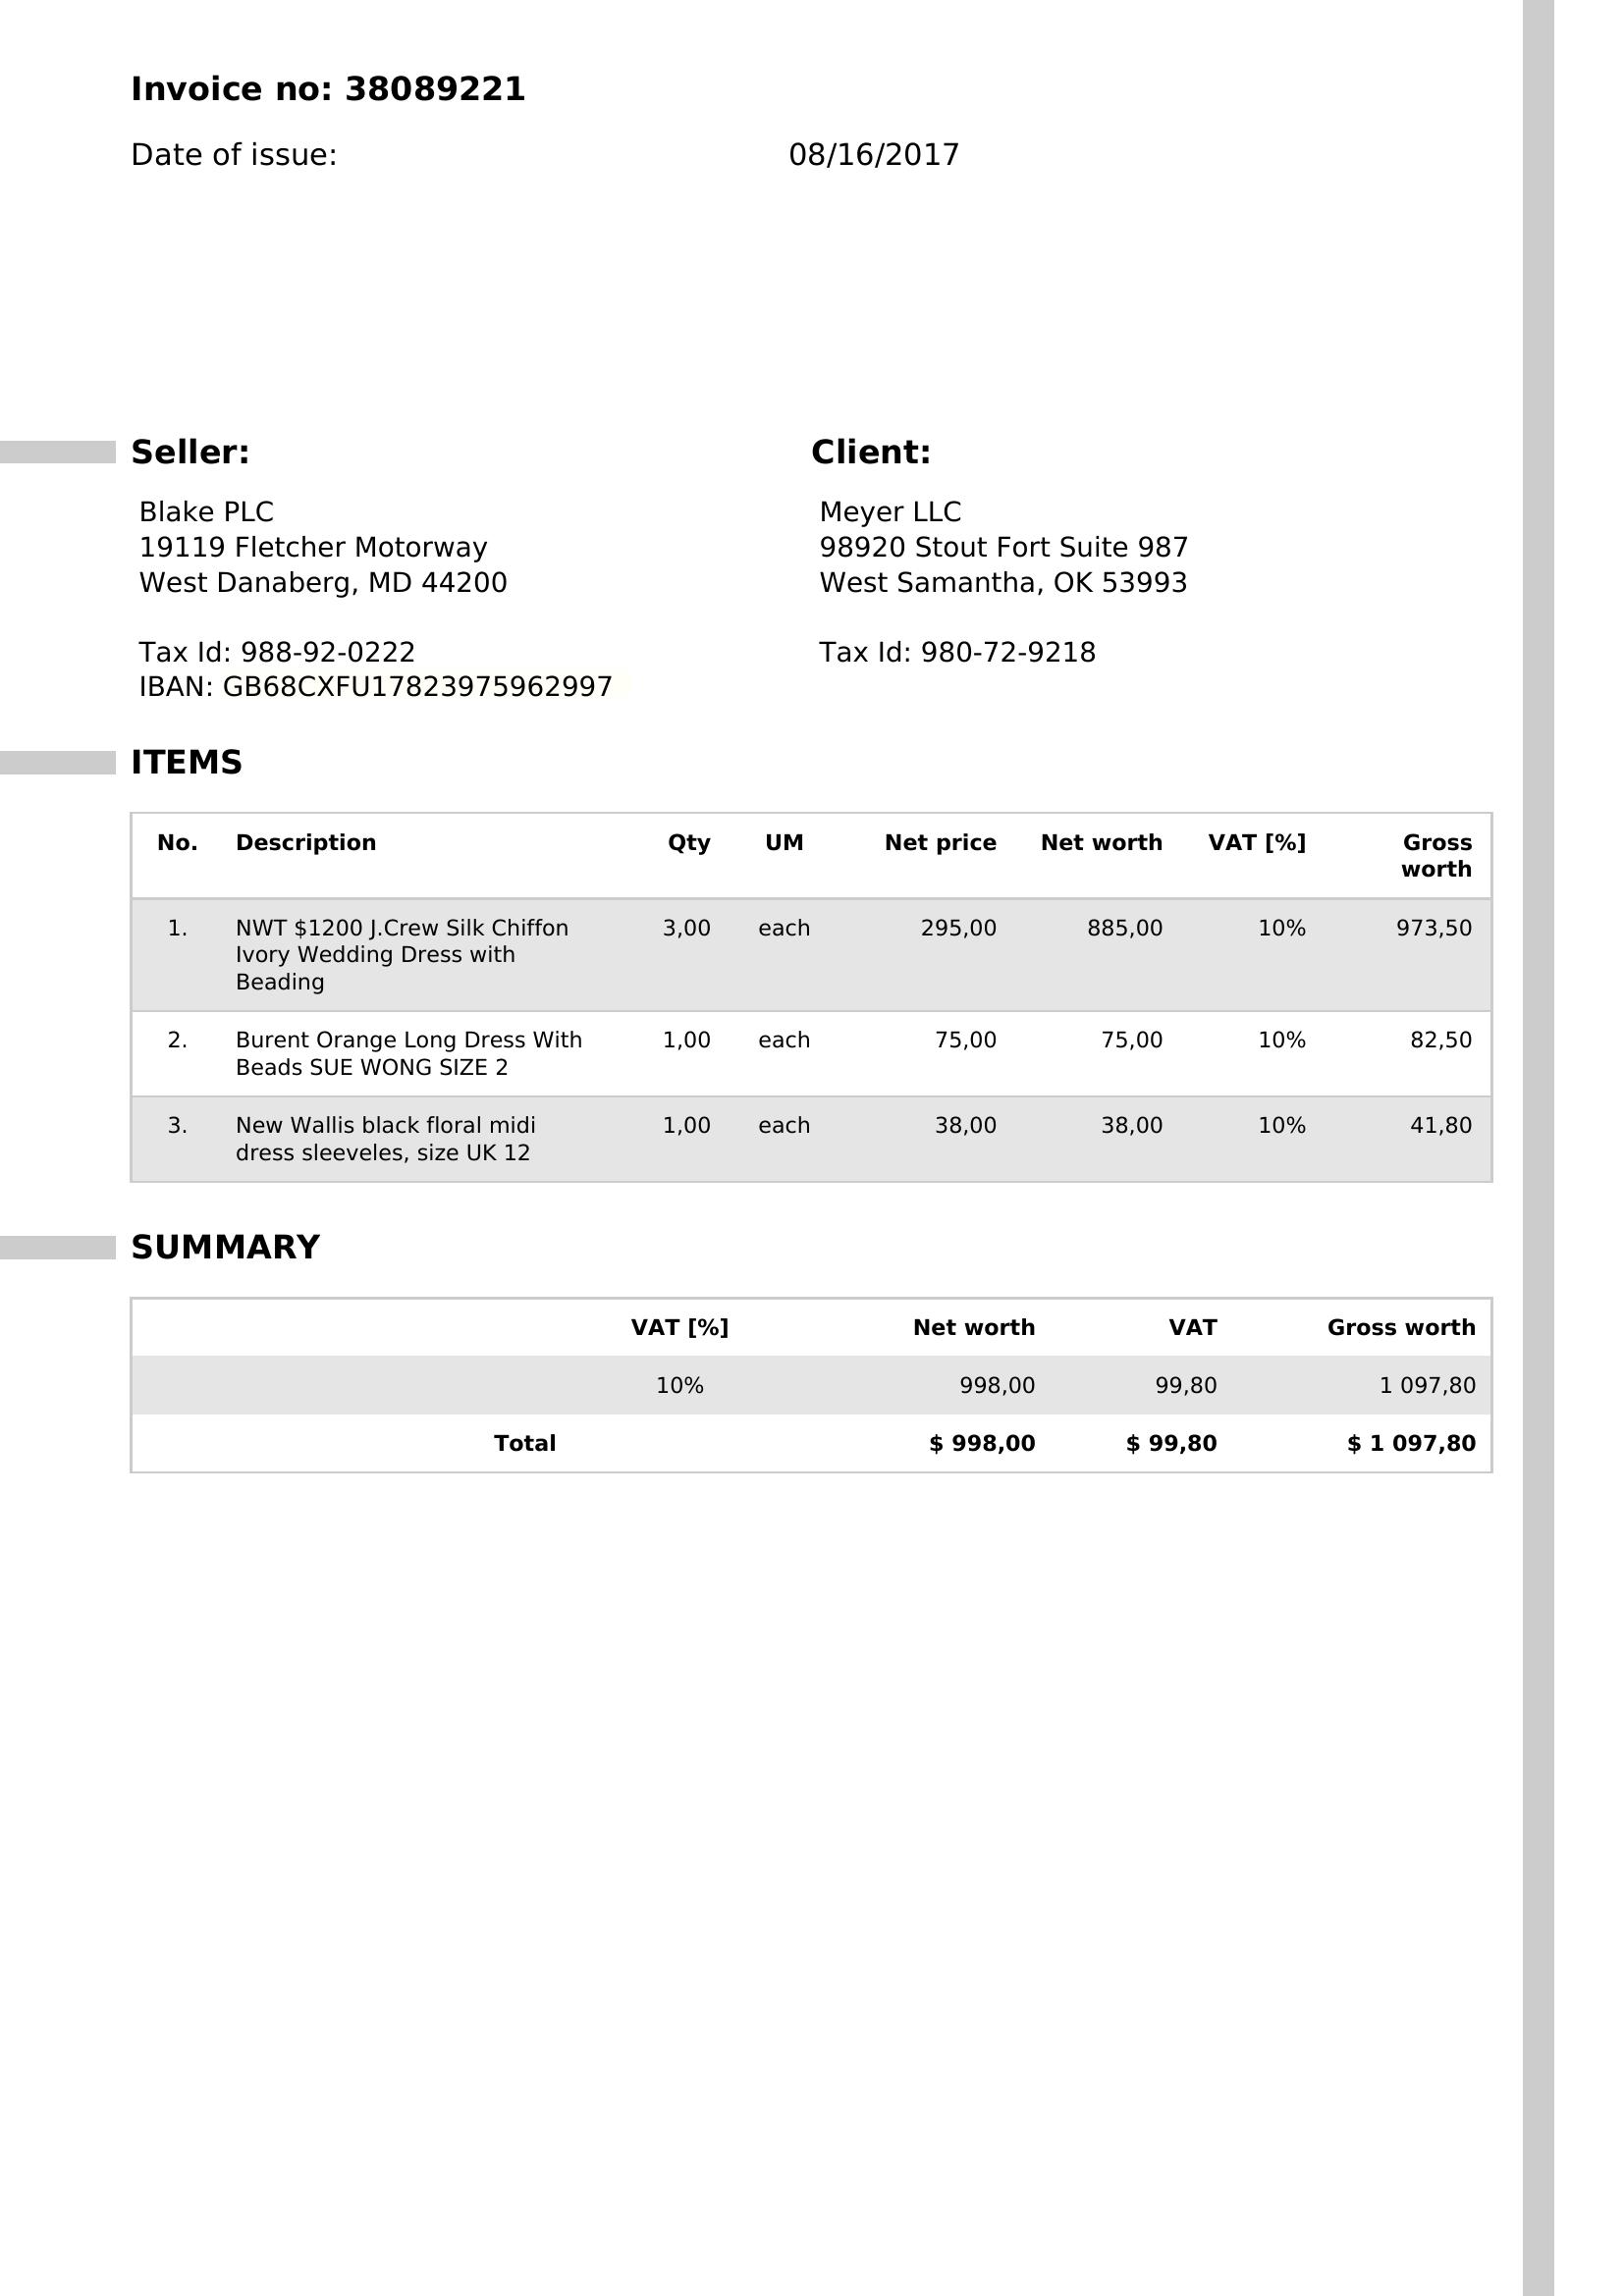 Invoice no: 38089221
Date of issue: 08/16/2017
Seller:
Blake PLC
19119 Fletcher Motorway
West Danaberg, MD 44200
Tax Id: 988-92-0222
IBAN: GB68CXFU17823975962997
Client:
Meyer LLC
98920 Stout Fort Suite 987
West Samantha, OK 53993
Tax Id: 980-72-9218
ITEMS
No. Description Qty UM Net price Net worth VAT [%] Gross
worth
1. NWT $1200 J.Crew Silk Chiffon 3,00 each 295,00 885,00 10% 973,50
Ivory Wedding Dress with
Beading
2. Burent Orange Long Dress With 1,00 each 75,00 75,00 10% 82,50
Beads SUE WONG SIZE 2
3. New Wallis black floral midi 1,00 each 38,00 38,00 10% 41,80
dress sleeveles, size UK 12
SUMMARY
VAT [%] Net worth VAT Gross worth
10% 998,00 99,80 1 097,80
Total $ 998,00 $ 99,80 $ 1 097,80